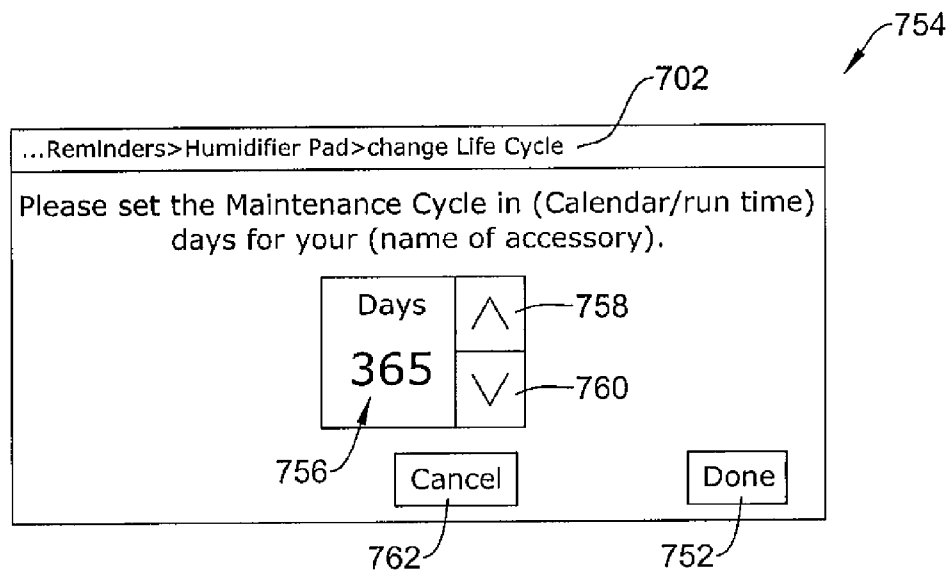 754
702
...Reminders>Humidifier Pad>change Life Cycle
Please set the Maintenance Cycle in (Calendar/run time)
days for your (name of accessory).
Days
758
365
760
756
Cancel
Done
762
752